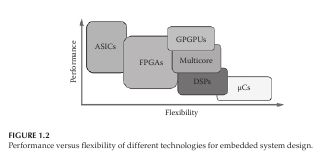 Performance
ASICs
FPGAs
GPGPUs
Multicore
DSPs
μCs
Flexibility
FIGURE 1.2
Performance versus flexibility of different technologies for embedded system design.